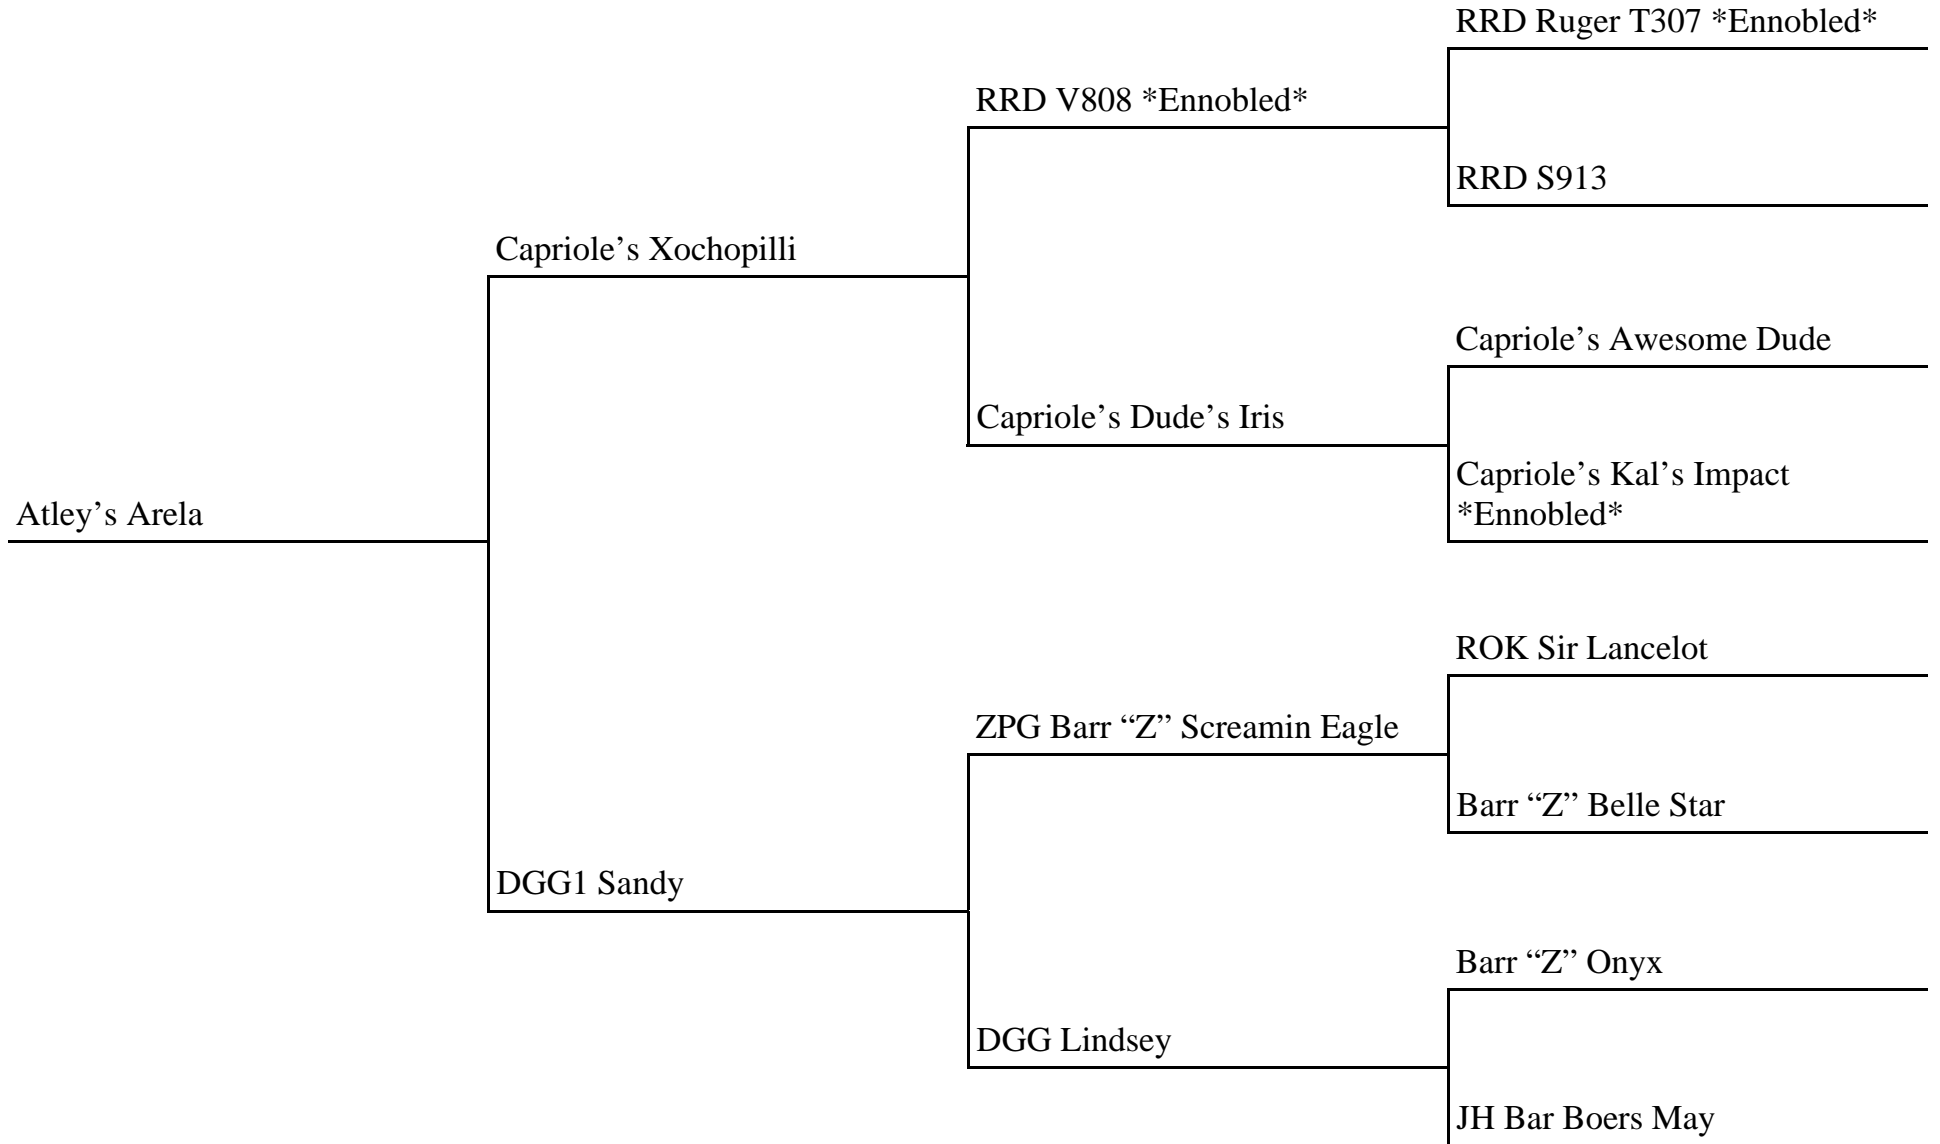 RRD Ruger T307 *Ennobled*
RRD V808 *Ennobled*
RRD S913
Capriole’s Xochopilli
Capriole’s Awesome Dude
Capriole’s Dude’s Iris
Capriole’s Kal’s Impact
*Ennobled*
Atley’s Arela
ROK Sir Lancelot
ZPG Barr “Z” Screamin Eagle
Barr “Z” Belle Star
DGG1 Sandy
Barr “Z” Onyx
DGG Lindsey
JH Bar Boers May